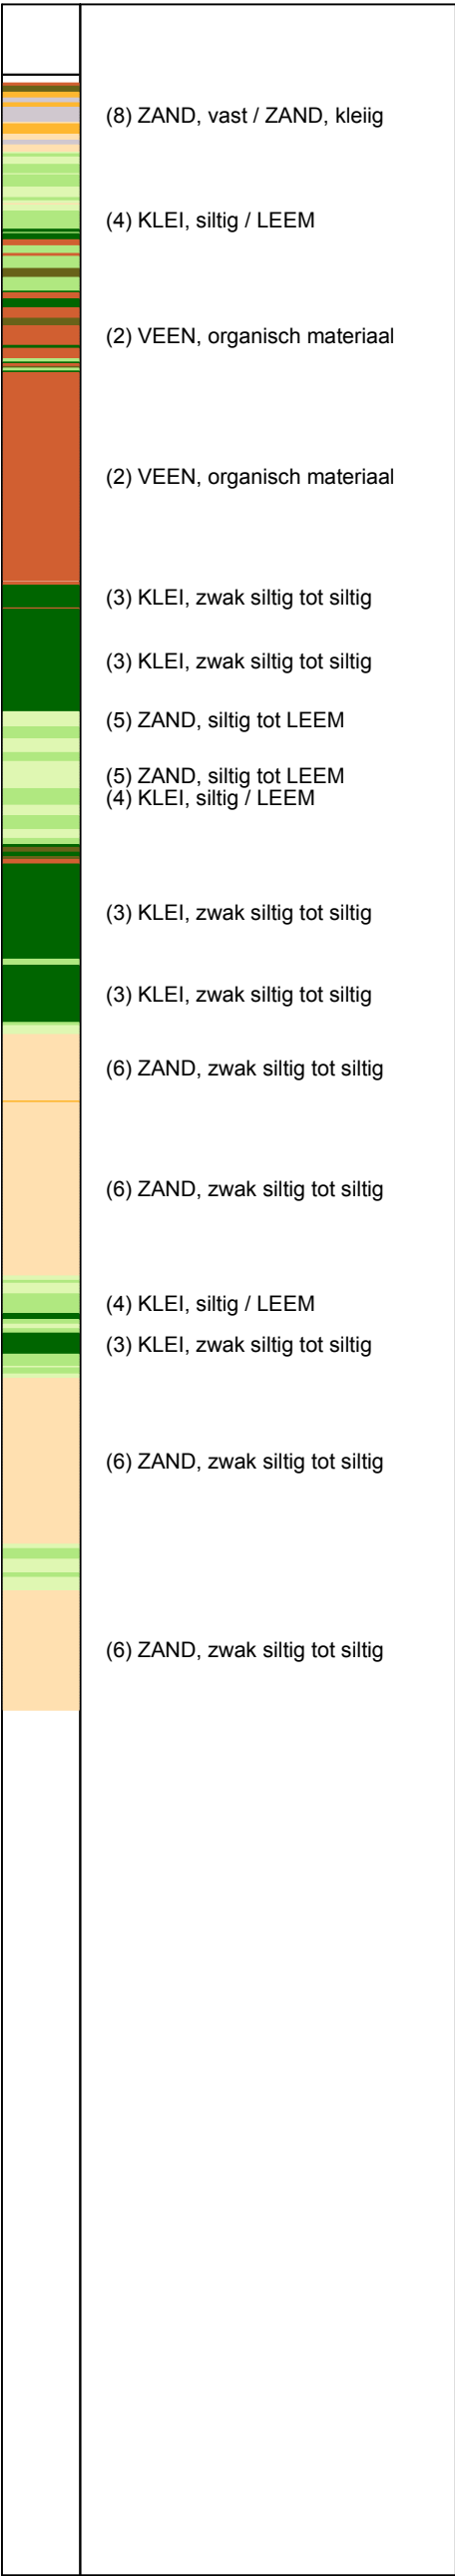 (8) ZAND, vast / ZAND, kleiig
(4) KLEI, siltig / LEEM
(2) VEEN, organisch materiaal
(2) VEEN, organisch materiaal
(3) KLEI, zwak siltig tot siltig
(3) KLEI, zwak siltig tot siltig
(5) ZAND, siltig tot LEEM
(5) ZAND, siltig tot LEEM
(4) KLEI, siltig / LEEM
(3) KLEI, zwak siltig tot siltig
(3) KLEI, zwak siltig tot siltig
(6) ZAND, zwak siltig tot siltig
(6) ZAND, zwak siltig tot siltig
(4) KLEI, siltig / LEEM
(3) KLEI, zwak siltig tot siltig
(6) ZAND, zwak siltig tot siltig
(6) ZAND, zwak siltig tot siltig